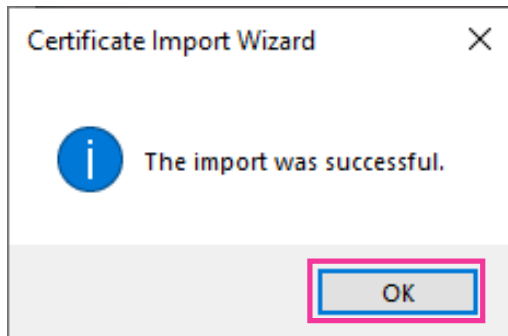 Certificate Import Wizard
The import was successful.
OK